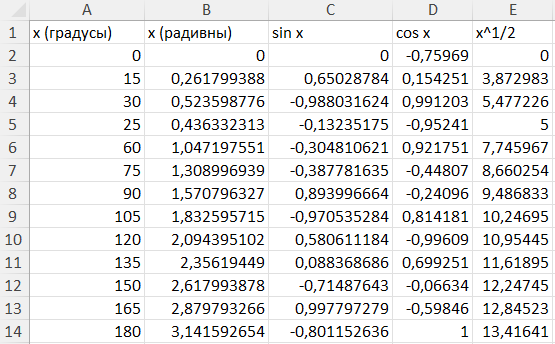 A B C D E
1 x (градусы) x (радивны) sin x cos x x^1/2
2 0 0 0 -0,75969 0
3 15 0,261799388 0,65028784 0,154251 3,872983
4 30 0,523598776 -0,988031624 0,991203 5,477226
5 25 0,436332313 -0,13235175 -0,95241 5
6 60 1,047197551 -0,304810621 0,921751 7,745967
7 75 1,308996939 -0,387781635 -0,44807 8,660254
8 90 1,570796327 0,893996664 -0,24096 9,486833
9 105 1,832595715 -0,970535284 0,814181 10,24695
10 120 2,094395102 0,580611184 -0,99609 10,95445
11 135 2,35619449 0,088368686 0,699251 11,61895
12 150 2,617993878 -0,71487643 -0,06634 12,24745
13 165 2,879793266 0,997797279 -0,59846 12,84523
14 180 3,141592654 -0,801152636 1 13,41641